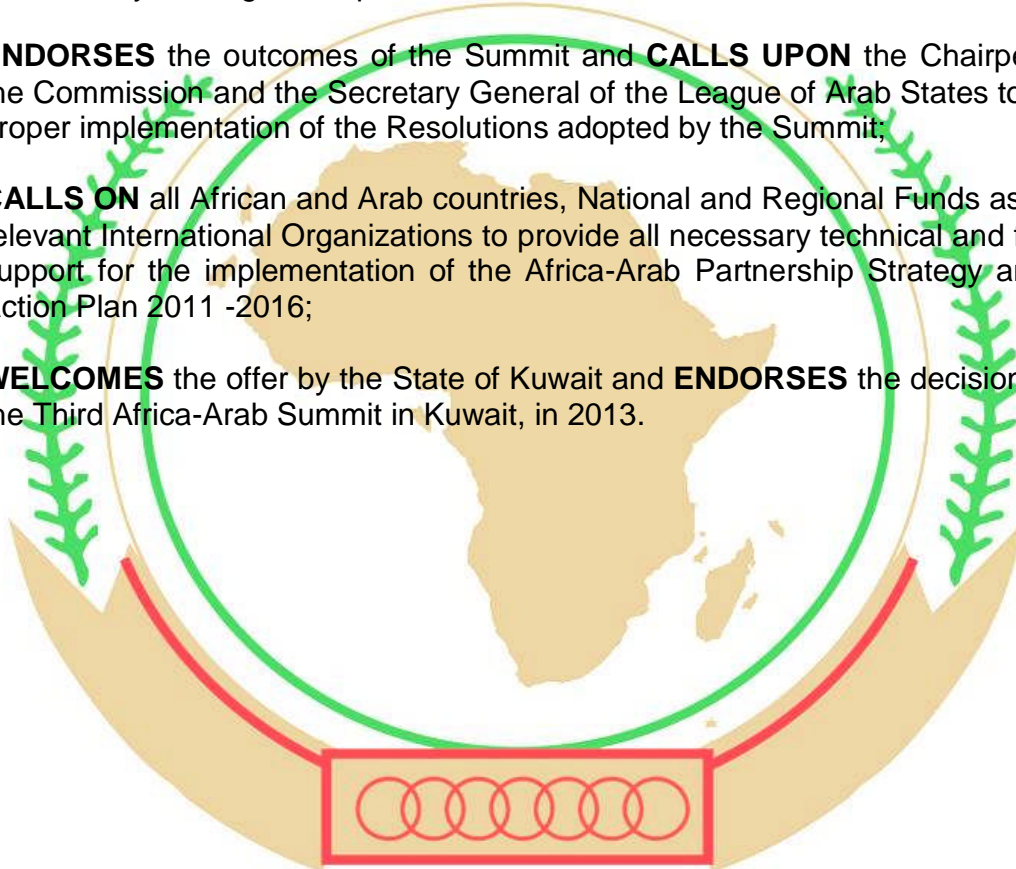 NDORSES the outcomes of the Summit and CALLS UPON the Chairpe
he Commission and the Secretary General of the League of Arab States to
roper implementation of the Resolutions adopted by the Summit;
CALLS ON all African and Arab countries, National and Regional Funds as
elevant International Organizations to provide all necessary technical and f
upport for the implementation of the Africa-Arab Partnership Strategy an
ction Plan 2011 -2016;
WELCOMES the offer by the State of Kuwait and ENDORSES the decision
he Third Africa-Arab Summit in Kuwait, in 2013.